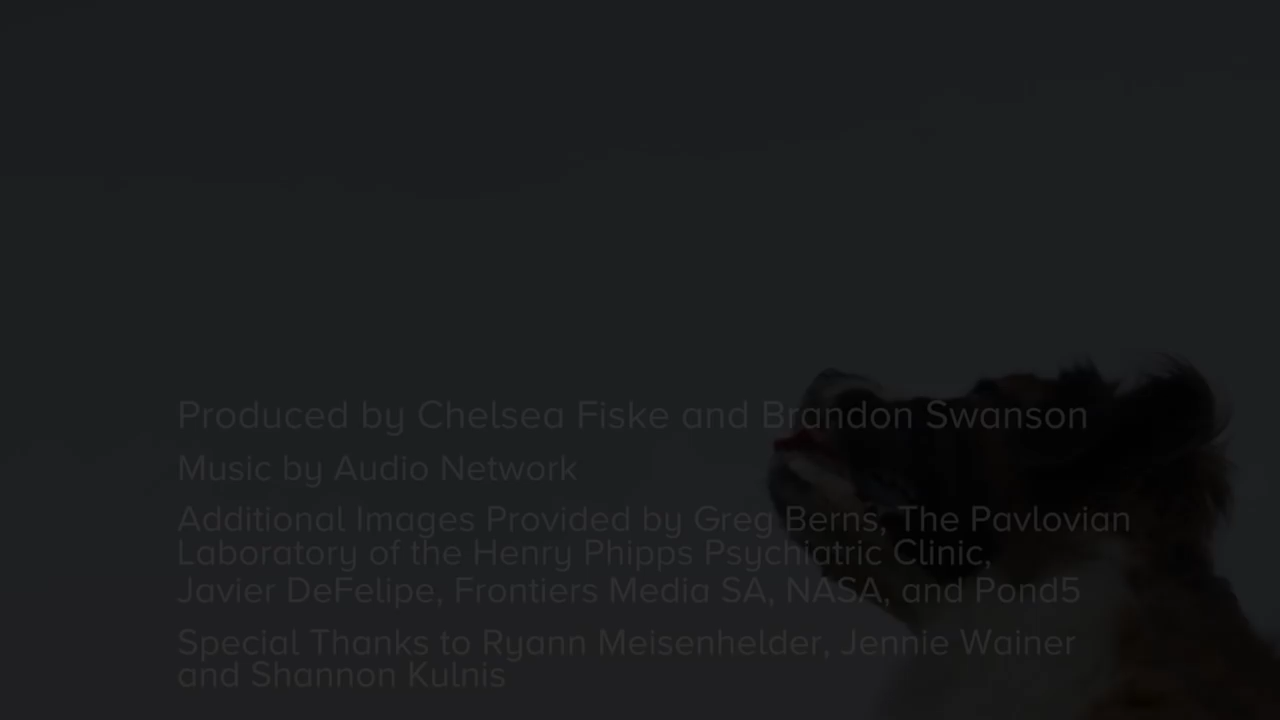 Produced by Chelsea Fiske and Brandon Swanson
Music by Audio Network
Additional Images Provided by Greg Berns, The Pavlovian
Laboratory of the Henry Phipps Psychiatric Clinic,
Javier DeFelipe, Frontiers Media SA, NASA, and Pond5
Special Thanks to Ryann Meisenhelder, Jennie Wainer
and Shannon Kulnis